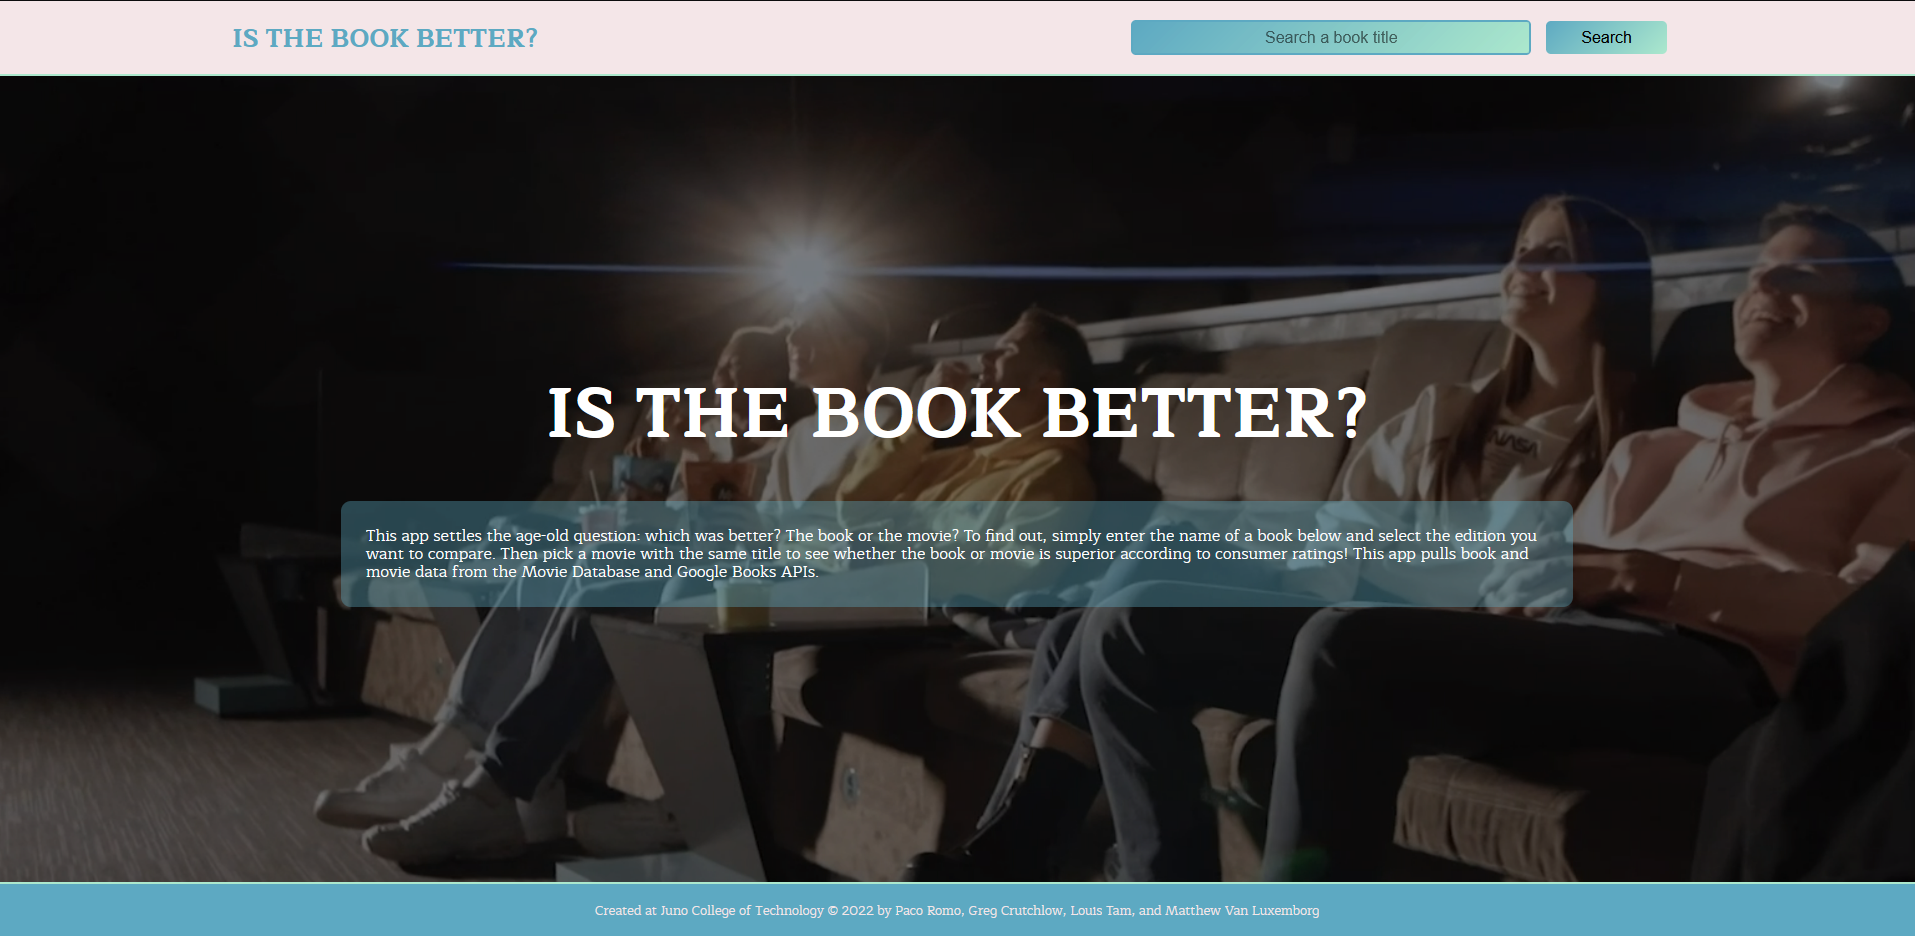 IS THE BOOK BETTER?
Search a book title
Search
IS THE BOOK BETTER?
NASA
This app settles the age-old question: which was better? The book or the movie? To find out, simply enter the name of a book below and select the edition you
want to compare. Then pick a movie with the same title to see whether the book or movie is superior according to consumer ratings! This app pulls book and
movie data from the Movie Database and Google Books APIs.
Created at Juno College of Technology © 2022 by Paco Romo, Greg Crutchlow, Louis Tam, and Matthew Van Luxemborg